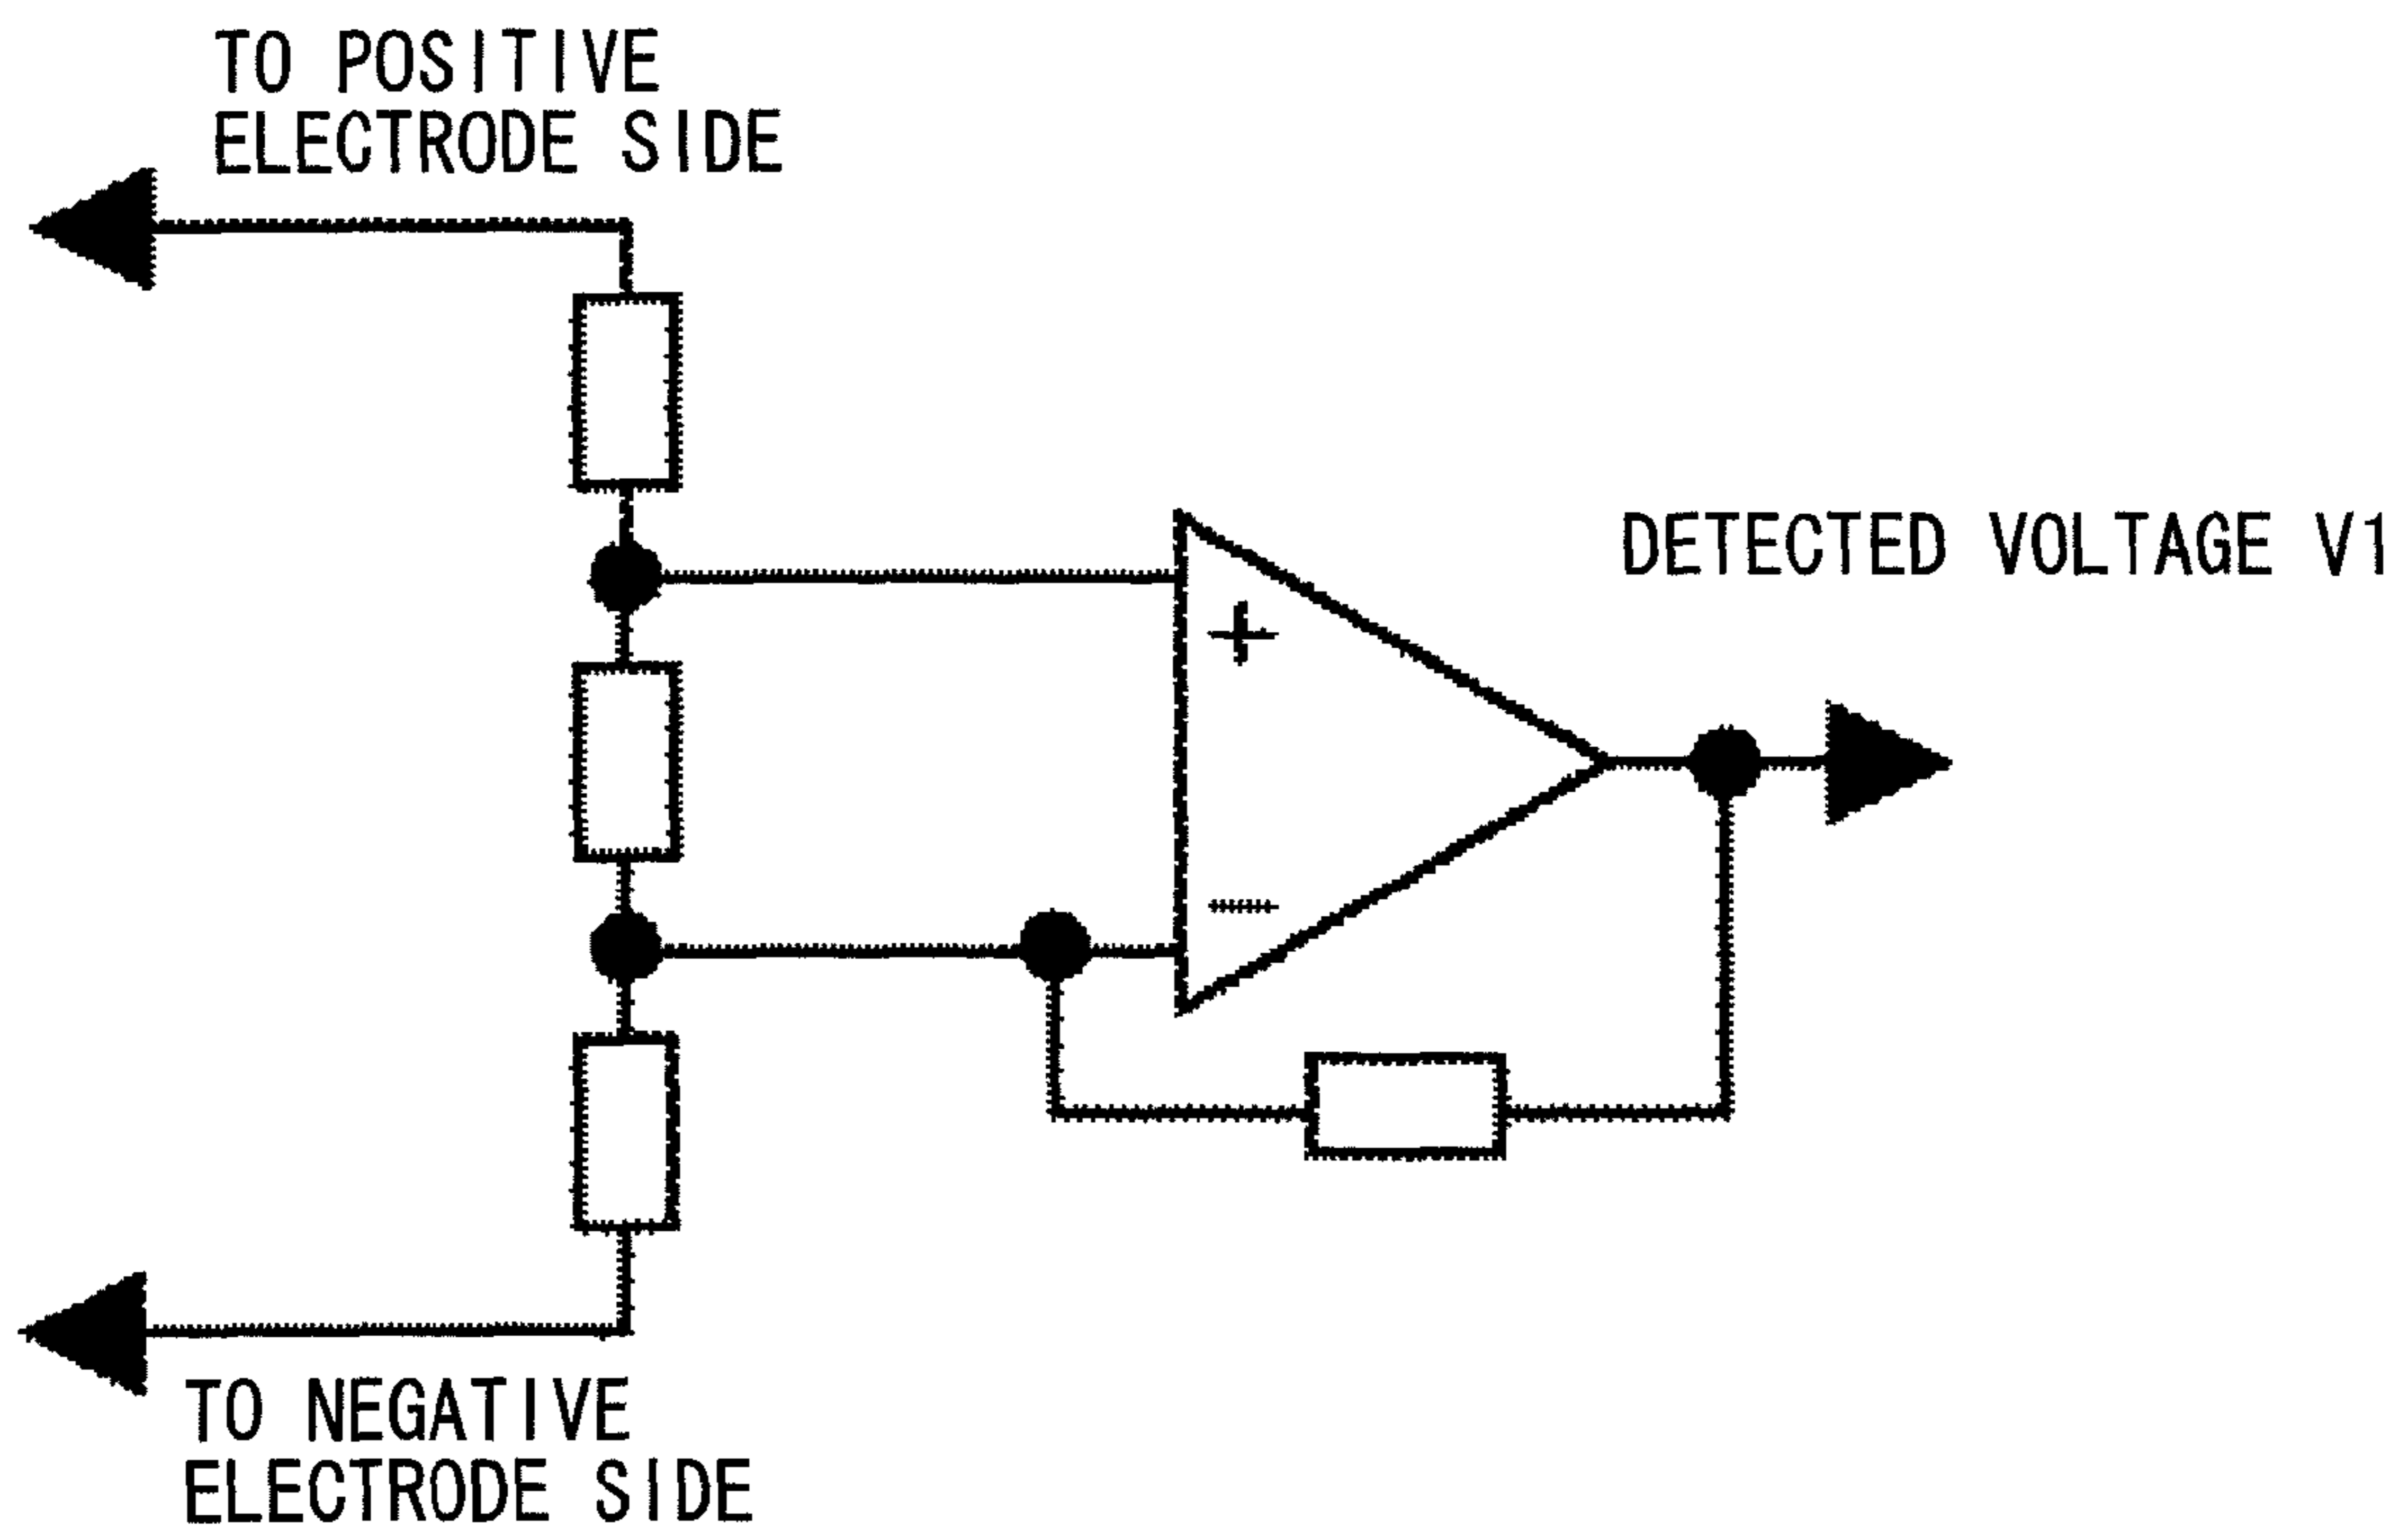 TO POSITIVE
ELECTRODE SIDE
DETECTED VOLTAGE V1
+
−
TO NEGATIVE
ELECTRODE SIDE